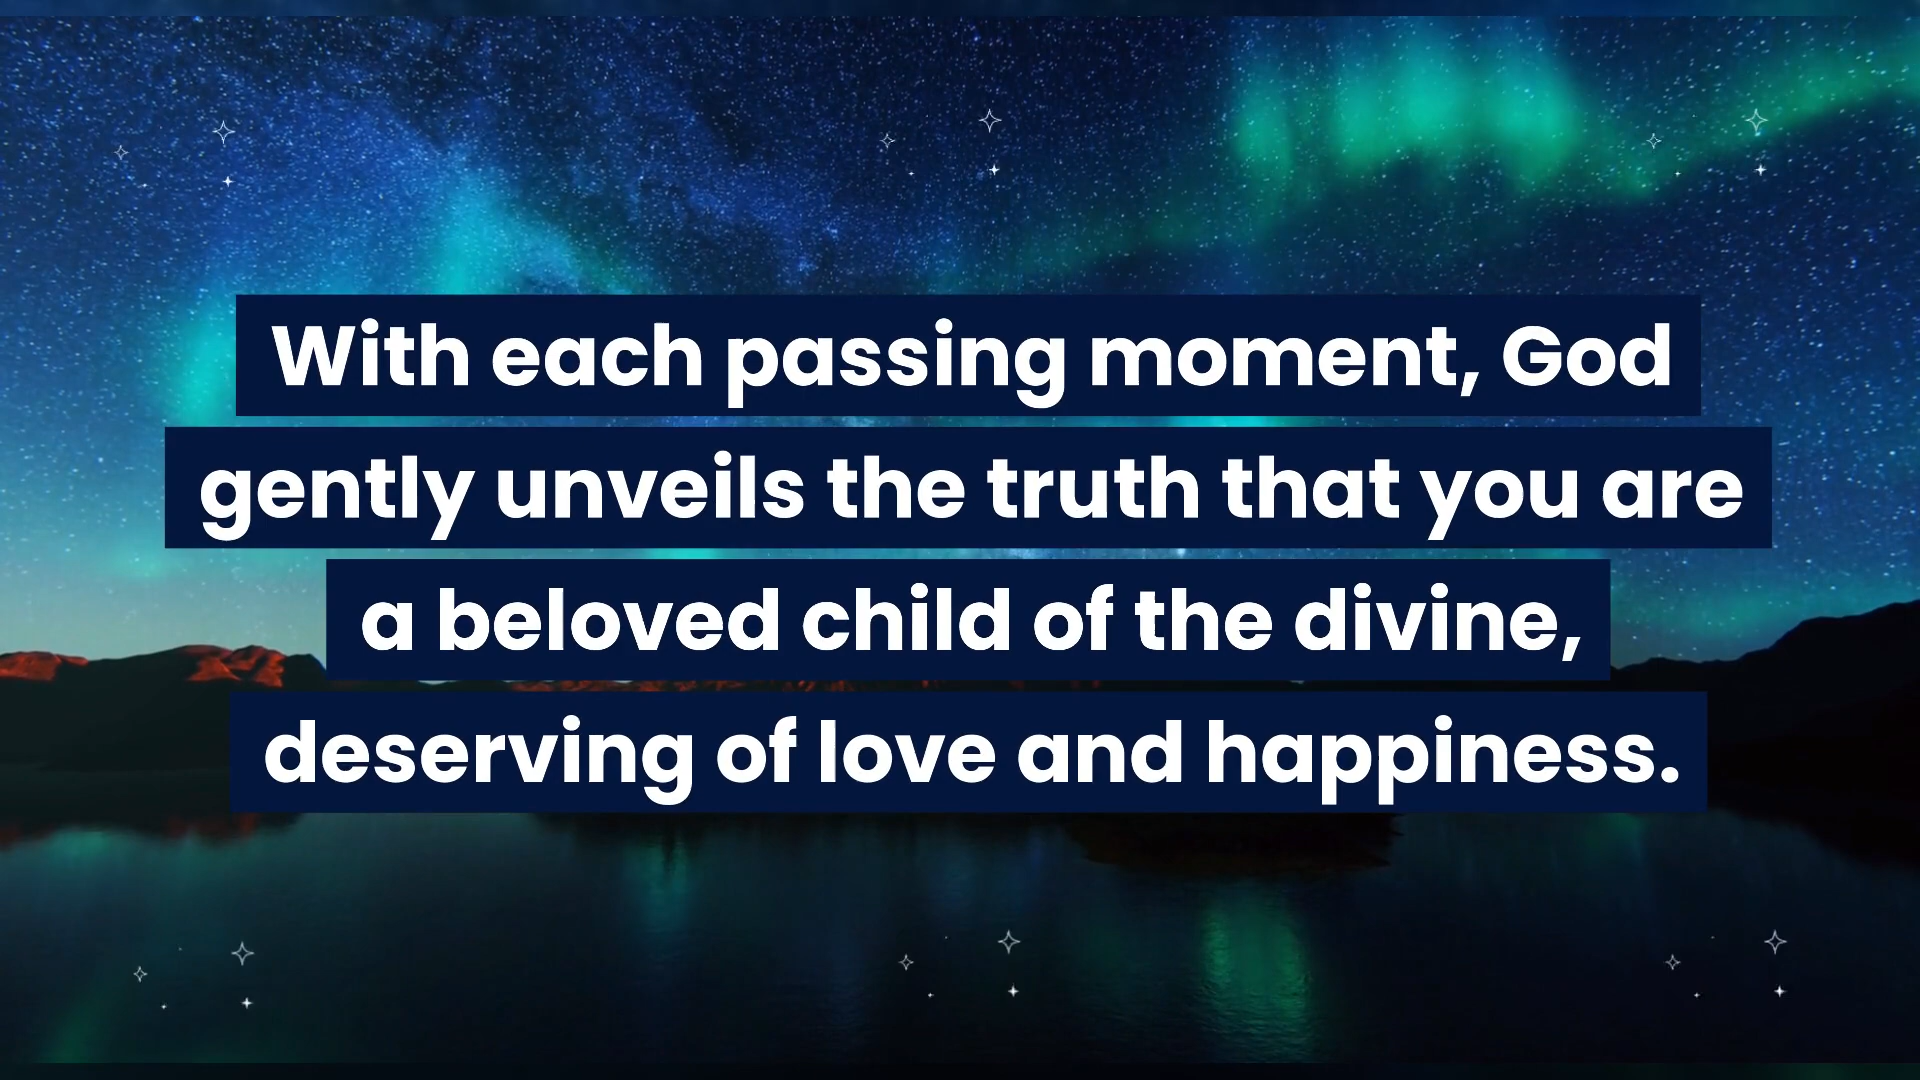 With each passing moment, God
gently unveils the truth that you are
a beloved child of the divine,
deserving of love and happiness.